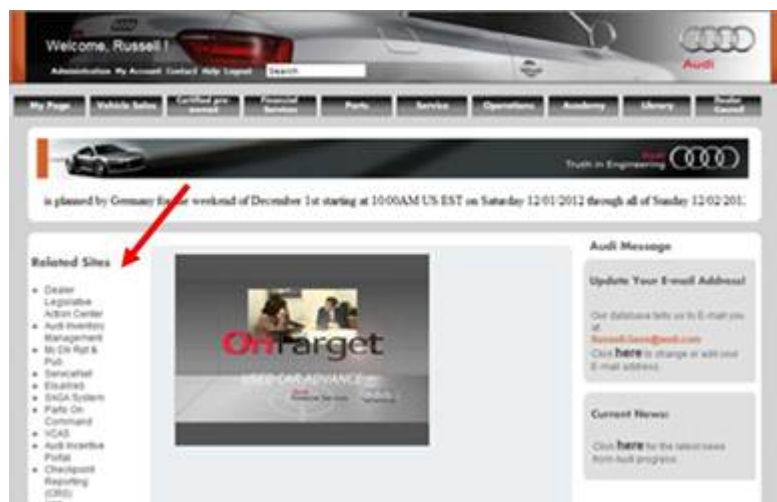 Welcome, Russell !
Audi
Administration My Account Contact Help Logout Search
My Page Vehicle Sales Certified pre-owned Financial Services Parts Service Operations Academy Library Dealer Council
Truth in Engineering Audi
is planned by Germany for the weekend of December 1st starting at 10:00AM US EST on Saturday 12/01/2012 through all of Sunday 12/02/201
Related Sites
Dealer
Legislative
Action Center
Audi Inventory
Management
Rpt &
Pub
ServiceNet
ElsaWeb
SAGA System
Parts On
Command
VCAS
Audi Incentive
Portal
Checkpoint
Reporting
(CRS)
OnTarget
USED CAR ADVANCE
Audi
Financial Services
Audi Message
Update Your E-mail Address!
Our database tells us to E-mail you
at
Click here to change or add your
E-mail address.
Current News:
Click here for the latest news
from Audi progress.